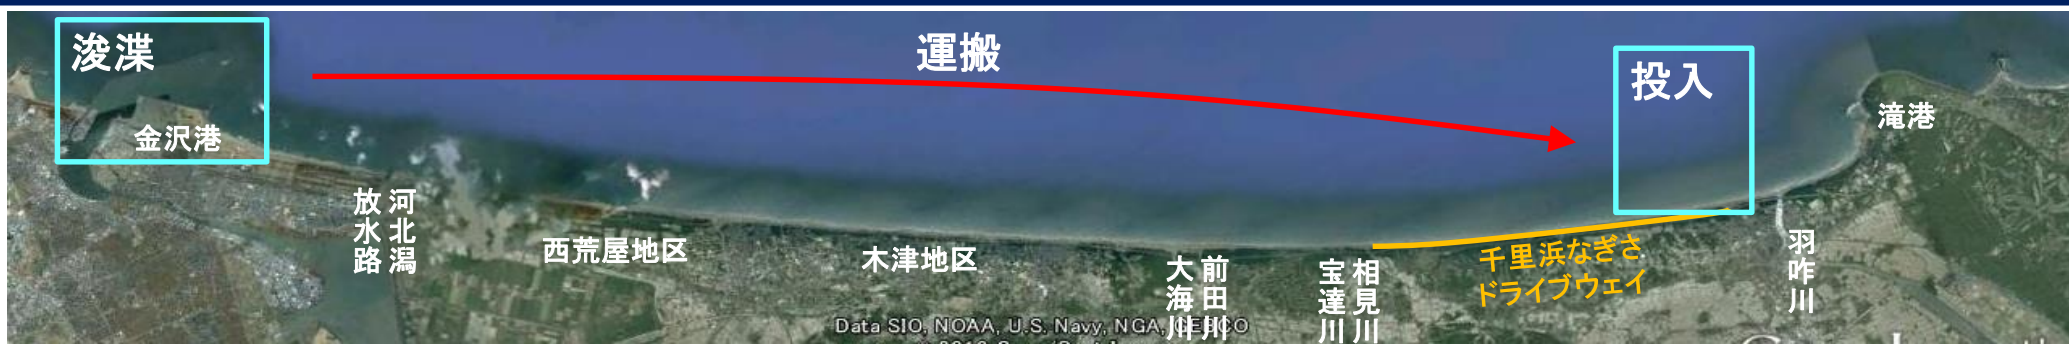 浚渫
運搬
投入
金沢港
滝港
河北潟
放水路
西荒屋地区
木津地区
前田川
大海川
相見川
宝達川
千里浜なぎさ
ドライブウェイ
羽咋川
Data SIO, NOAA, U.S. Navy, NGA, GEBCO